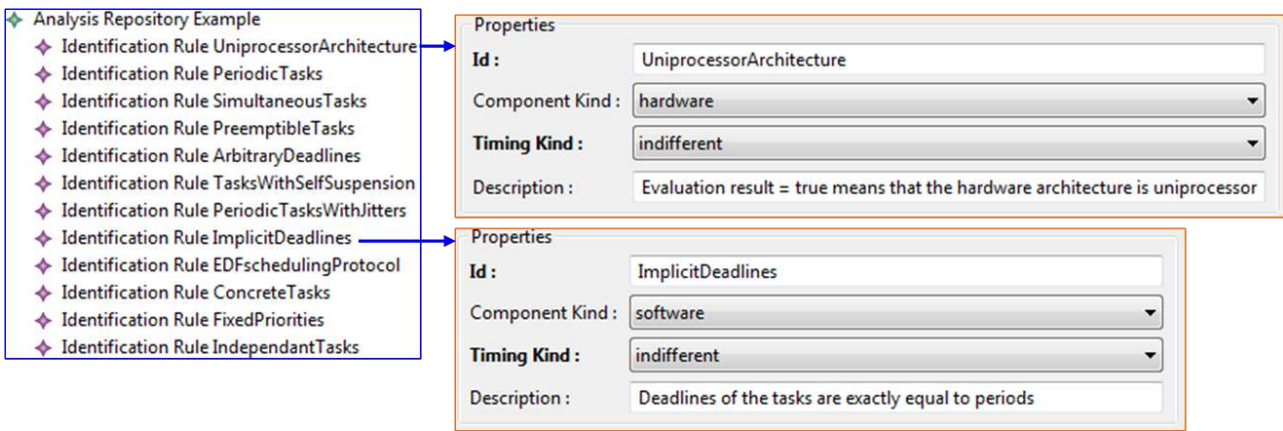 Analysis Repository Example
Identification Rule UniprocessorArchitecture
Identification Rule PeriodicTasks
Identification Rule SimultaneousTasks
Identification Rule PreemptibleTasks
Identification Rule ArbitraryDeadlines
Identification Rule TasksWithSelfSuspension
Identification Rule PeriodicTasksWithJitters
Identification Rule ImplicitDeadlines
Identification Rule EDFschedulingProtocol
Identification Rule ConcreteTasks
Identification Rule FixedPriorities
Identification Rule IndependantTasks
Properties
Id : UniprocessorArchitecture
Component Kind : hardware
Timing Kind : indifferent
Description : Evaluation result = true means that the hardware architecture is uniprocessor
Properties
Id : ImplicitDeadlines
Component Kind : software
Timing Kind : indifferent
Description : Deadlines of the tasks are exactly equal to periods